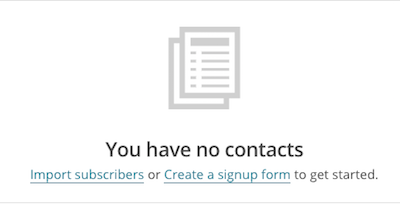 You have no contacts
Import subscribers or Create a signup form to get started.